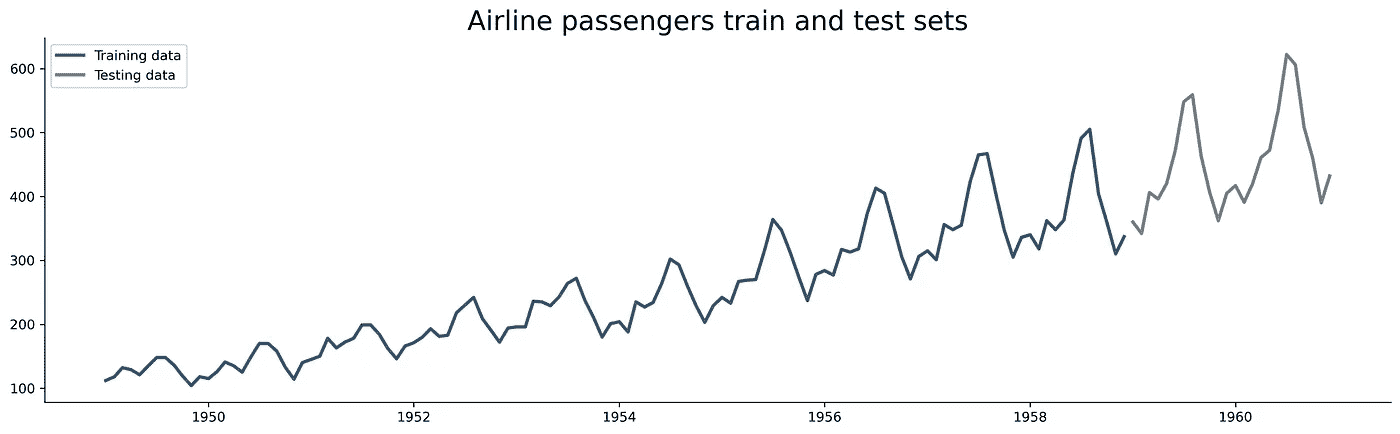 Airline passengers train and test sets
Training data
Testing data
600
500
400
300
200
100
1950 1952 1954 1956 1958 1960